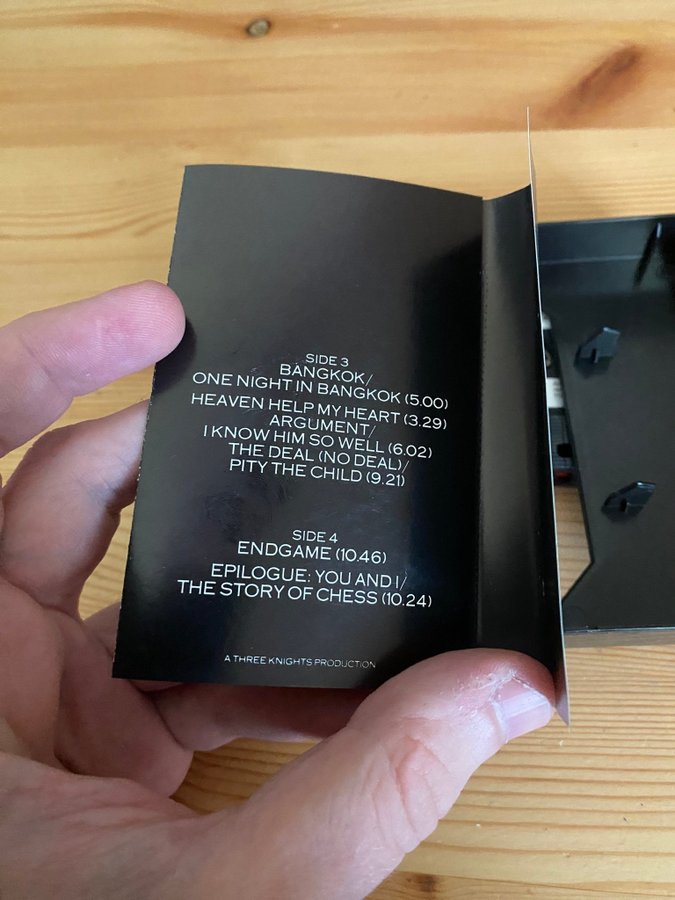 SIDE 3
BANGKOK/
ONE NIGHT IN BANGKOK (5.00)
HEAVEN HELP MY HEART (3.29)
ARGUMENT/
I KNOW HIM SO WELL (6.02)
THE DEAL (NO DEAL)/
PITY THE CHILD (9.21)
SIDE 4
ENDGAME (10.46)
EPILOGUE: YOU AND I/
THE STORY OF CHESS (10.24)
A THREE KNIGHTS PRODUCTION